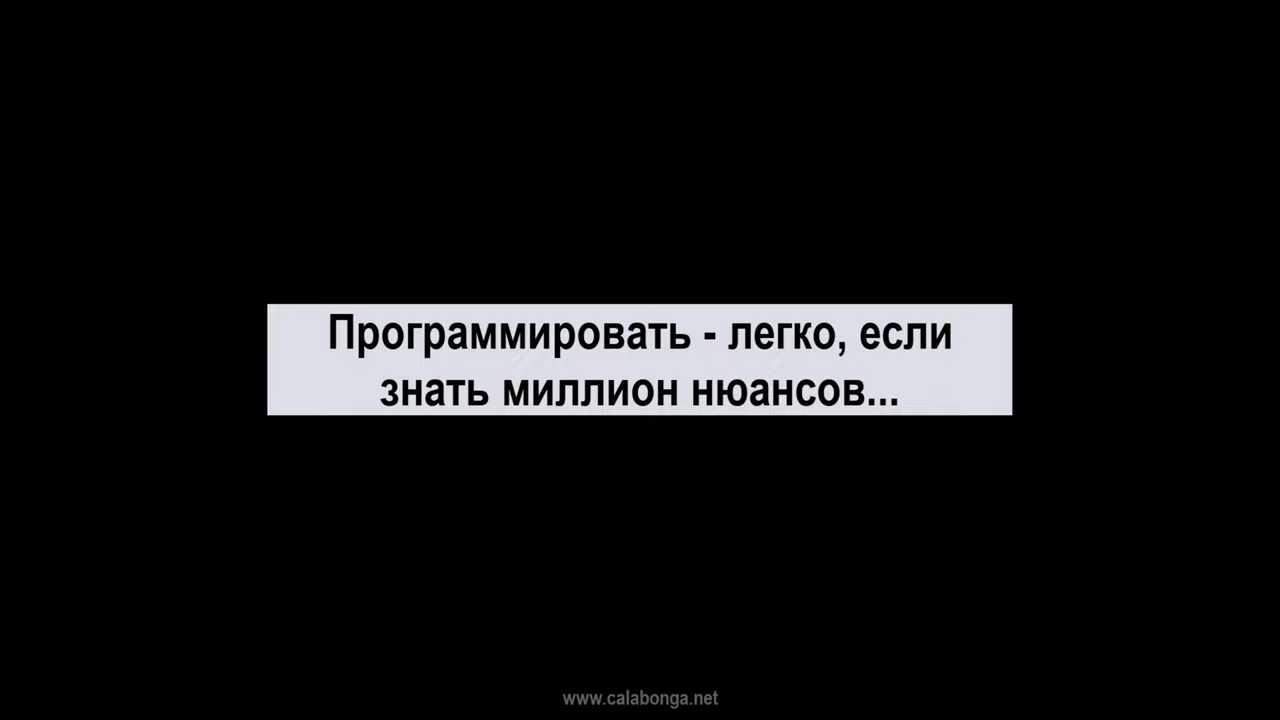 Программировать - легко, если
знать миллион нюансов...
www.calabonga.net